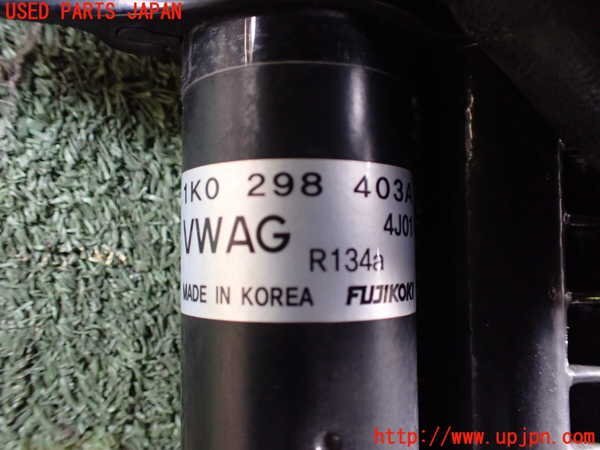 USED PARTS JAPAN
1K0 298 403A
VWAG 4J01
R134a
MADE IN KOREA FUJIKOKI
http://www.upjpn.com/